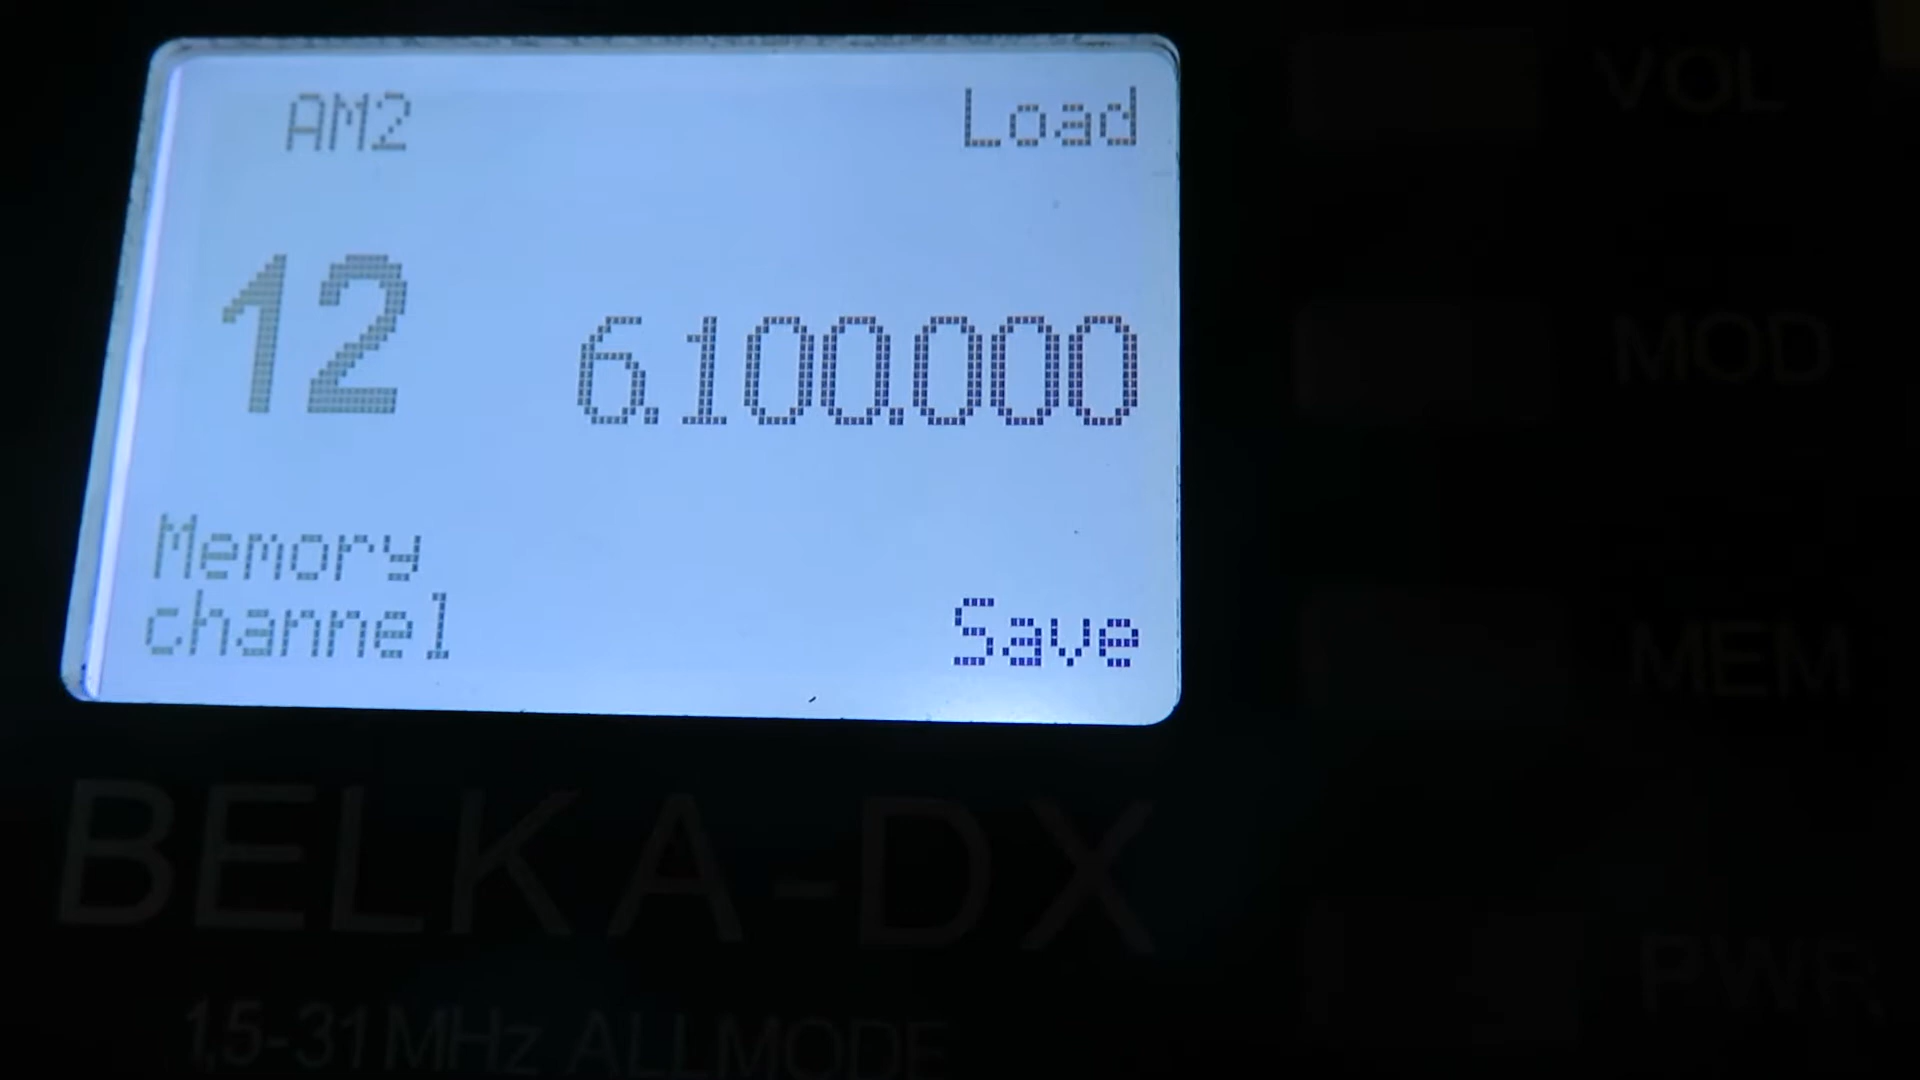 AM2 Load
12 6.100.000
Memory
channel
Save
BELKA-DX
1,5-31MHz ALLMODE
VOL
MOD
MEM
PWR